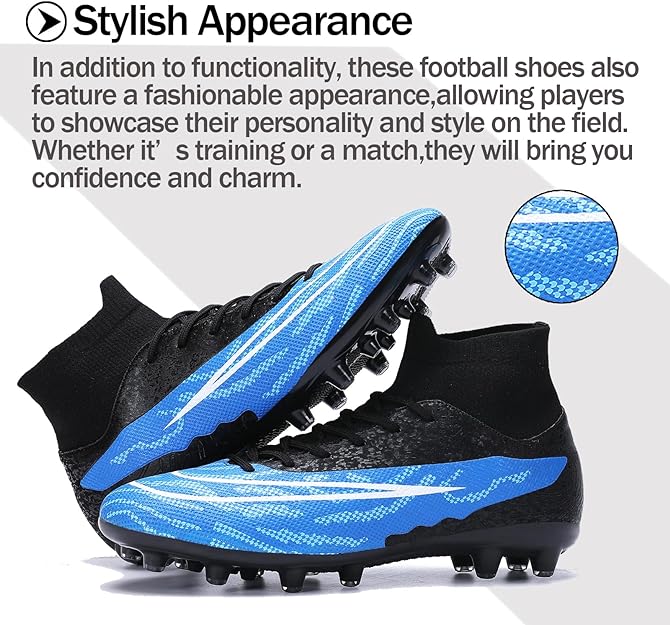 Stylish Appearance
In addition to functionality, these football shoes also
feature a fashionable appearance,allowing players
to showcase their personality and style on the field.
Whether it’ s training or a match,they will bring you
confidence and charm.